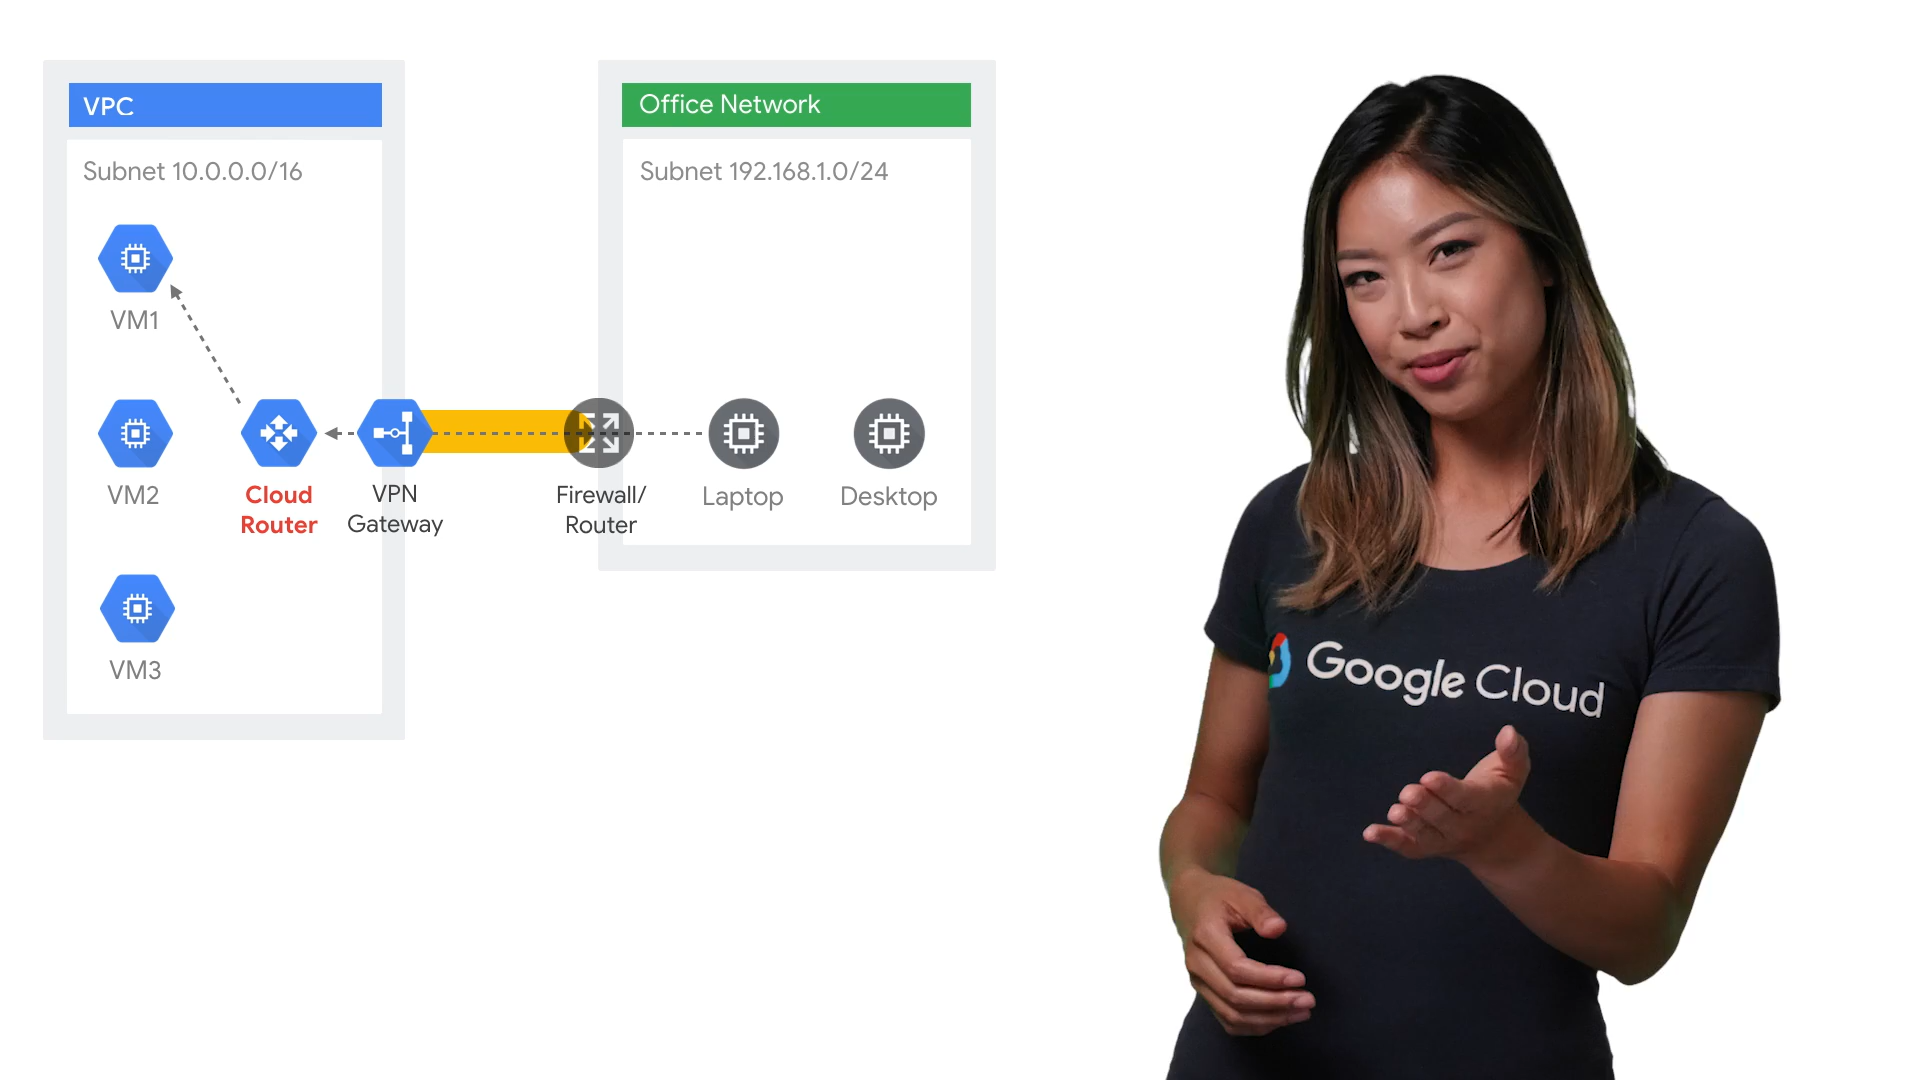 VPC
Subnet 10.0.0.0/16
VM1
VM2
Cloud
Router
VPN
Gateway
VM3
Office Network
Subnet 192.168.1.0/24
Firewall/
Router
Laptop
Desktop
Google Cloud